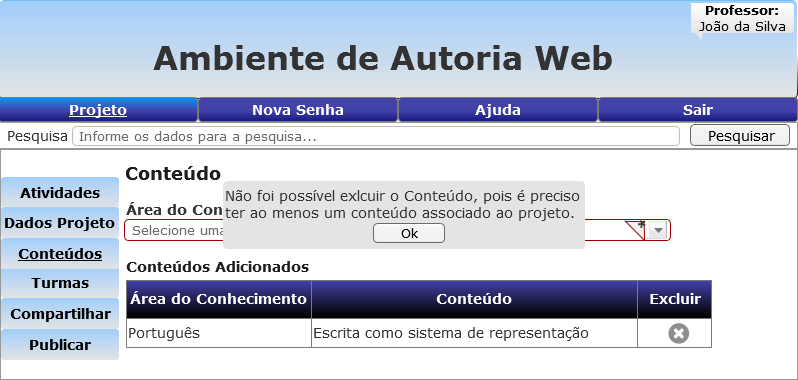 Professor:
João da Silva
Ambiente de Autoria Web
Projeto
Nova Senha
Ajuda
Sair
Pesquisa
Informe os dados para a pesquisa...
Pesquisar
Atividades
Dados Projeto
Conteúdos
Turmas
Compartilhar
Publicar
Conteúdo
Não foi possível exlcuir o Conteúdo, pois é preciso
ter ao menos um conteúdo associado ao projeto.
Ok
Área do Con
Selecione uma
*
Conteúdos Adicionados
Área do Conhecimento Conteúdo Excluir
Português Escrita como sistema de representação